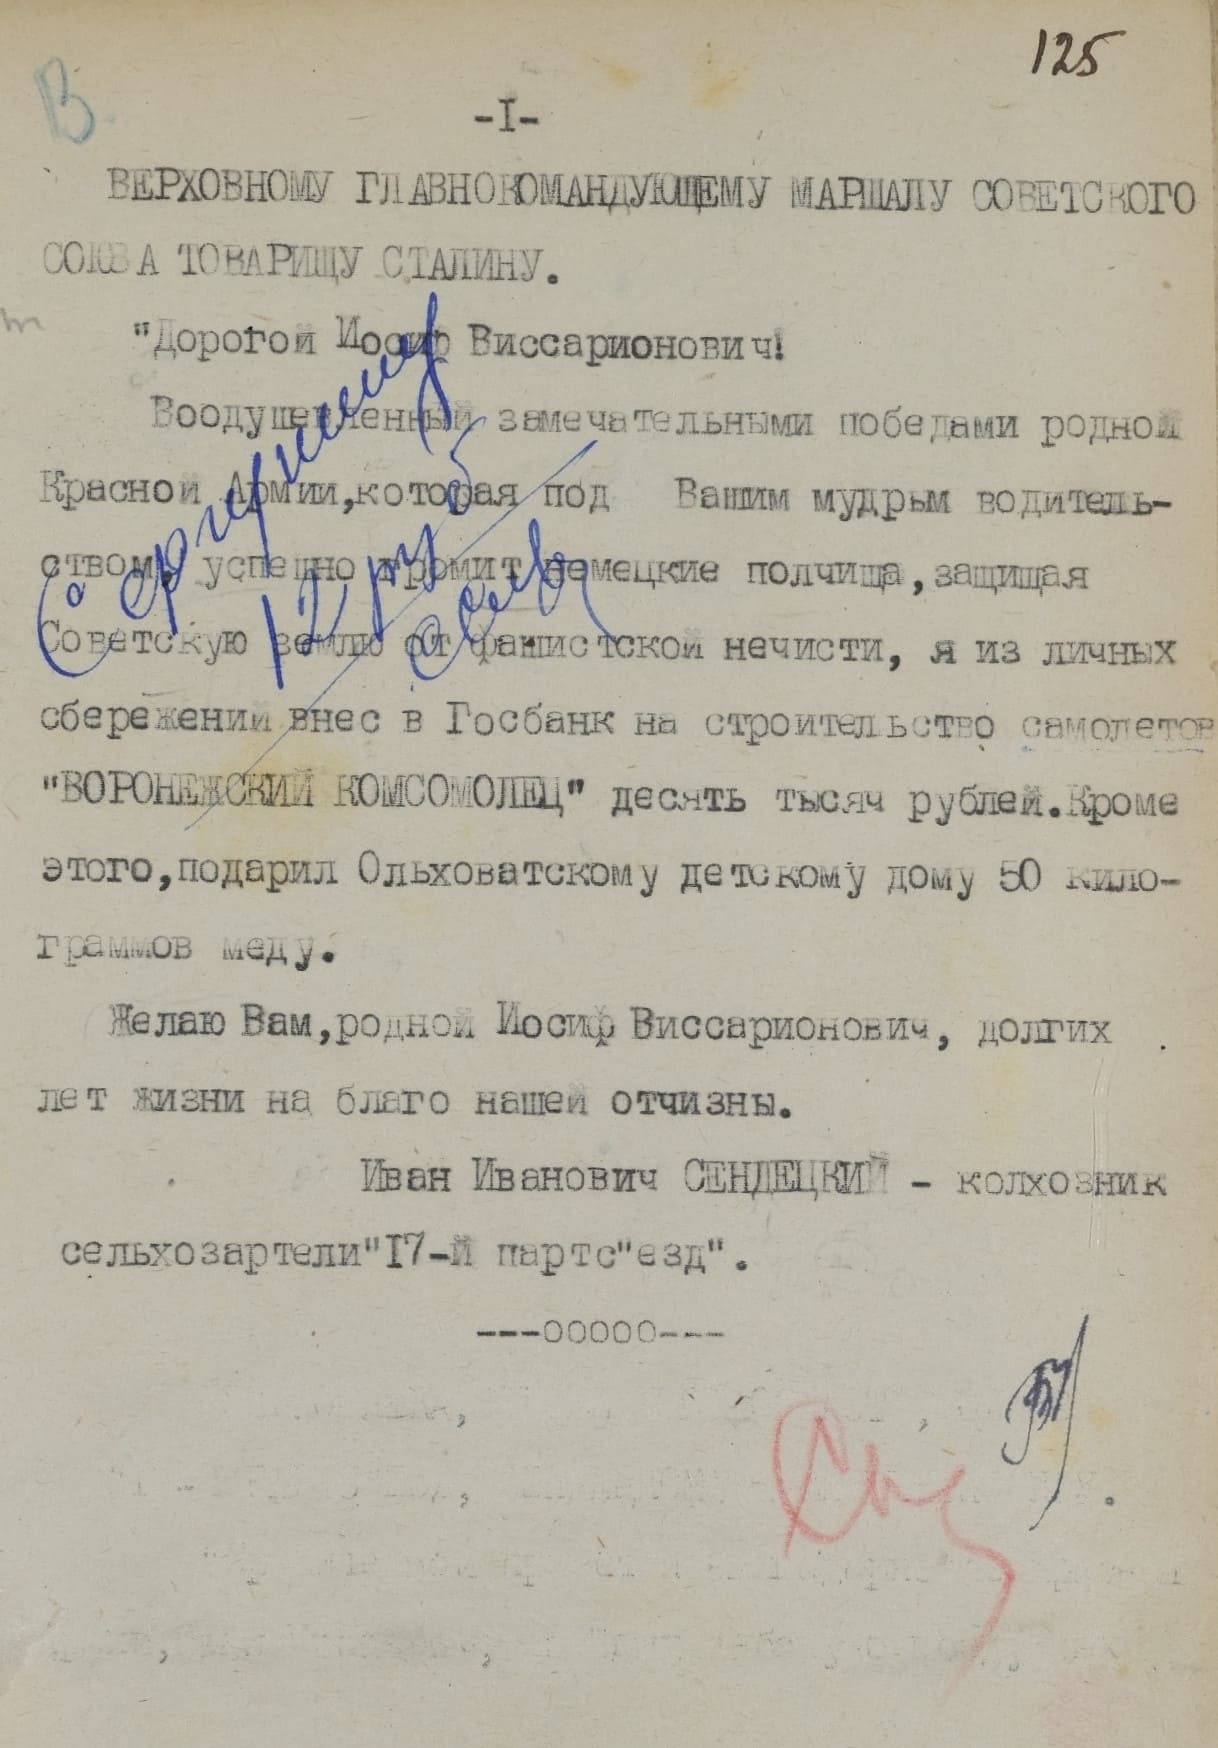 125
В.
-I-
ВЕРХОВНОМУ ГЛАВНОКОМАНДУЮЩЕМУ МАРШАЛУ СОВЕТСКОГО
СОЮЗА ТОВАРИЩУ СТАЛИНУ.
"Дорогой Иосиф Виссарионович!
Воодушевленный замечательными победами родной
Красной Армии,которая под Вашим мудрым водитель-
ством, успешно громит немецкие полчища,защищая
Советскую землю от фашистской нечисти, я из личных
сбережений внес в Госбанк на строительство самолетов
"ВОРОНЕЖСКИЙ КОМСОМОЛЕЦ" десять тысяч рублей.Кроме
этого,подарил Ольховатскому детскому дому 50 кило-
граммов меду.
Желаю Вам,родной Иосиф Виссарионович, долгих
лет жизни на благо нашей отчизны.
Иван Иванович СЕНДЕЦКИЙ - колхозник
сельхозартели"I7-й партс"езд".
---ООООО---
С оригиналом